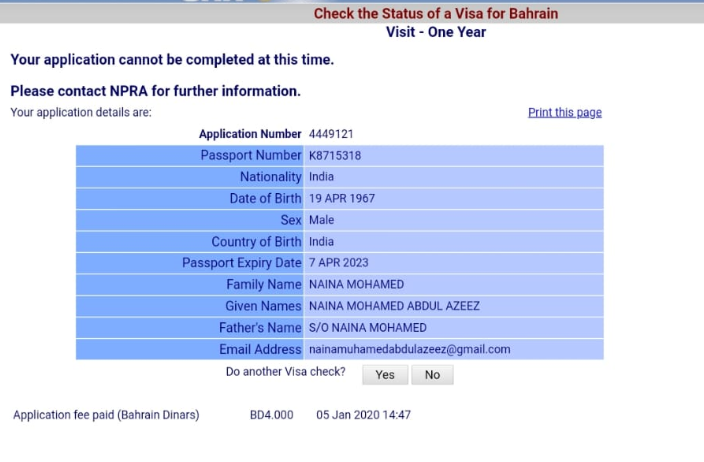 Check the Status of a Visa for Bahrain
Visit - One Year
Your application cannot be completed at this time.
Please contact NPRA for further information.
Your application details are: Print this page
Application Number 4449121
Passport Number K8715318
Nationality India
Date of Birth 19 APR 1967
Sex Male
Country of Birth India
Passport Expiry Date 7 APR 2023
Family Name NAINA MOHAMED
Given Names NAINA MOHAMED ABDUL AZEEZ
Father's Name S/O NAINA MOHAMED
Email Address nainamuhamedabdulazeez@gmail.com
Do another Visa check? Yes No
Application fee paid (Bahrain Dinars) BD4.000 05 Jan 2020 14:47